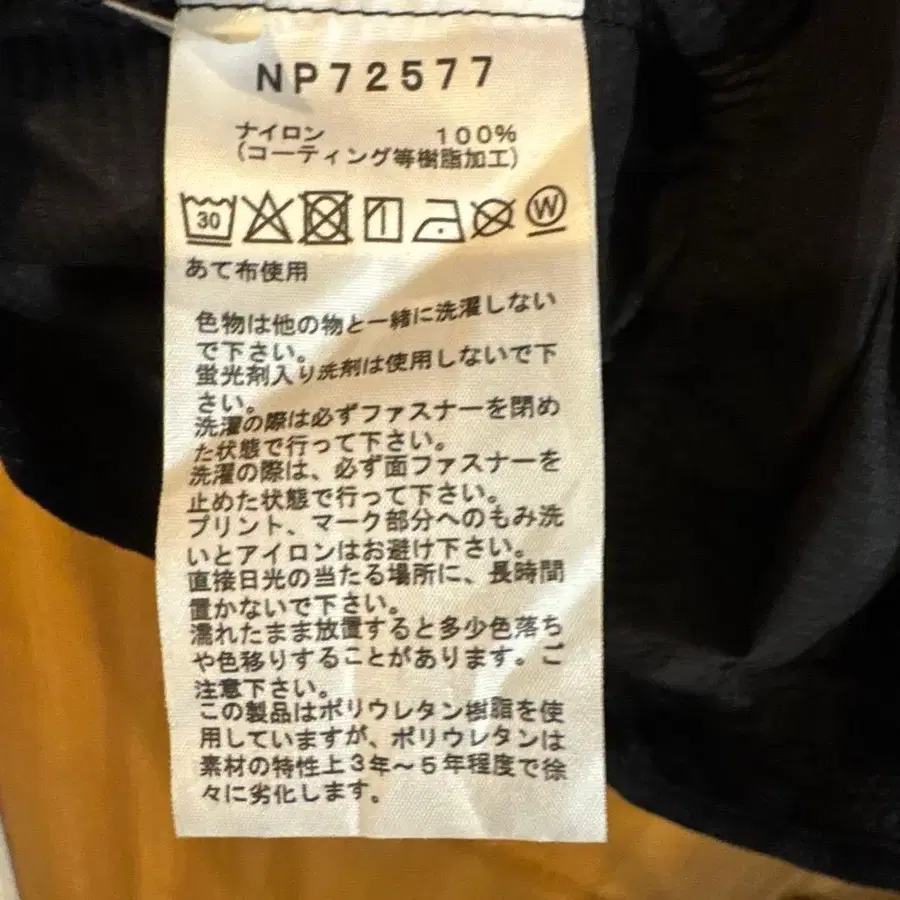 NP72577
ナイロン 100%
(コーティング等樹脂加工)
30 W
あて布使用
色物は他の物と一緒に洗濯しない
で下さい。
蛍光剤入り洗剤は使用しないで下
さい。
洗濯の際は必ずファスナーを閉め
た状態で行って下さい。
洗濯の際は、必ず面ファスナーを
止めた状態で行って下さい。
プリント、マーク部分へのもみ洗
いとアイロンはお避け下さい。
直接日光の当たる場所に、長時間
置かないで下さい。
濡れたまま放置すると多少色落ち
や色移りすることがあります。ご
注意下さい。
この製品はポリウレタン樹脂を使
用していますが、ポリウレタンは
素材の特性上3年～5年程度で徐
々に劣化します。